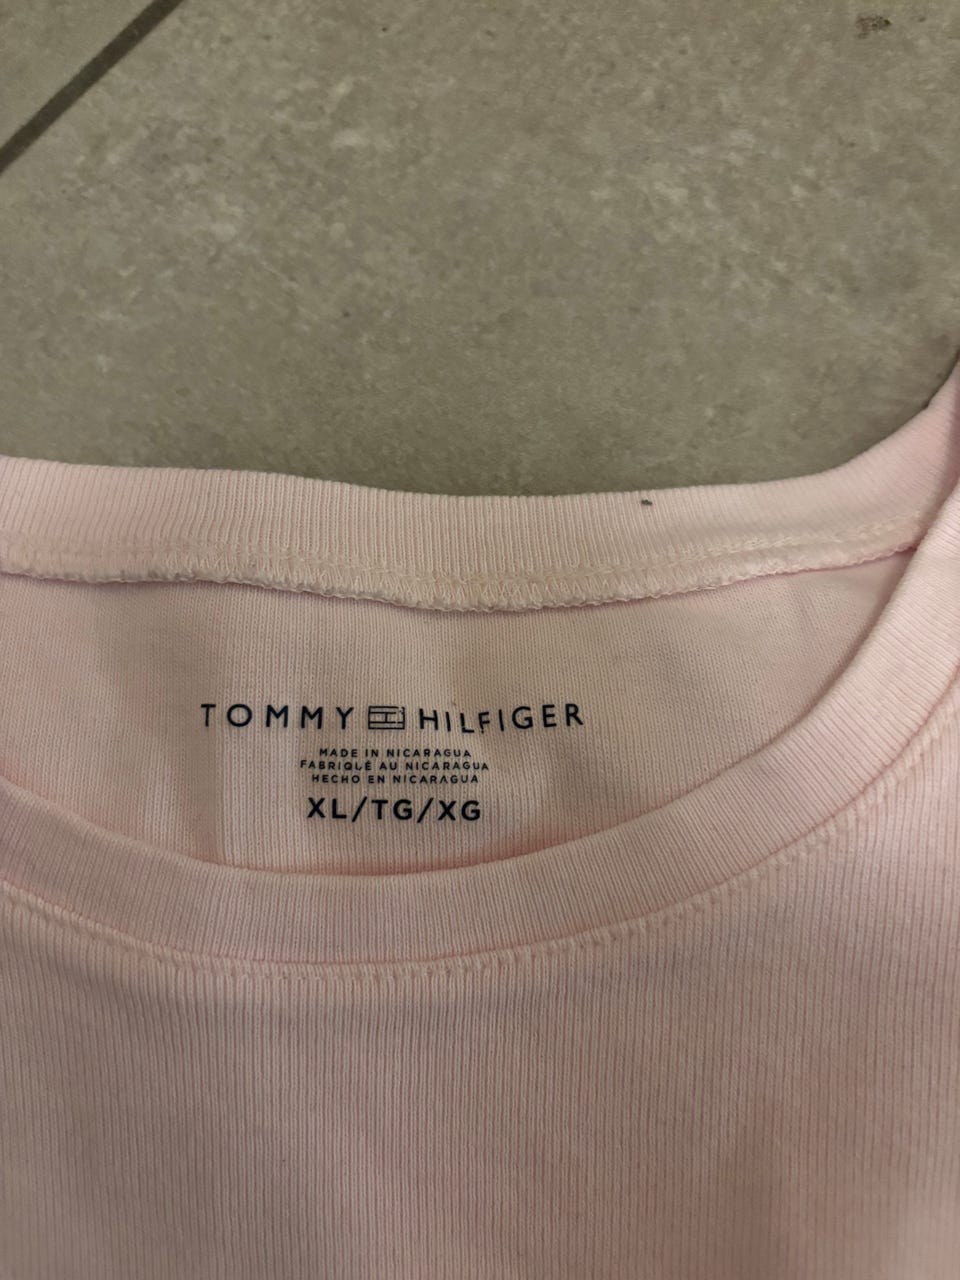 TOMMY HILFIGER
MADE IN NICARAGUA
FABRIQUÉ AU NICARAGUA
HECHO EN NICARAGUA
XL/TG/XG